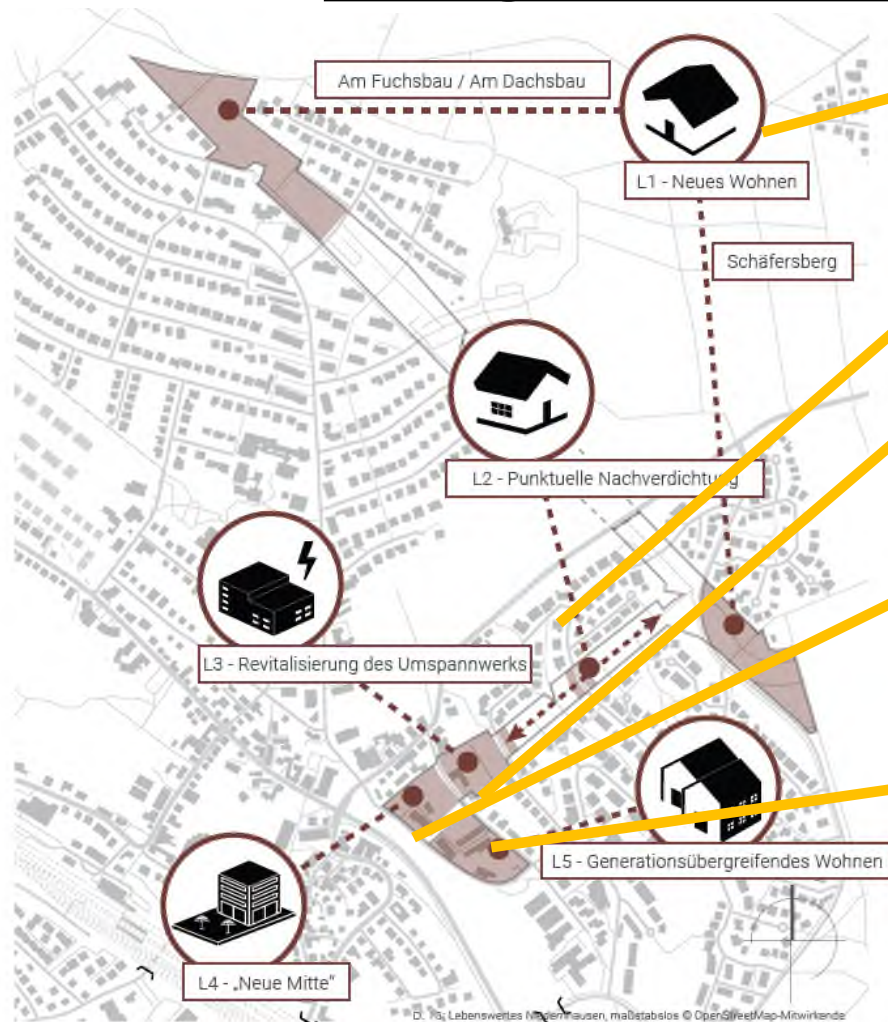 Am Fuchsbau / Am Dachsbau
L1 - Neues Wohnen
Schäfersberg
L2 - Punktuelle Nachverdichtung
L3 - Revitalisierung des Umspannwerks
L5 - Generationsübergreifendes Wohnen
L4 - „Neue Mitte"
Lebenswertes Niedernhausen, maßstabslos © OpenStreetMap-Mitwirkende